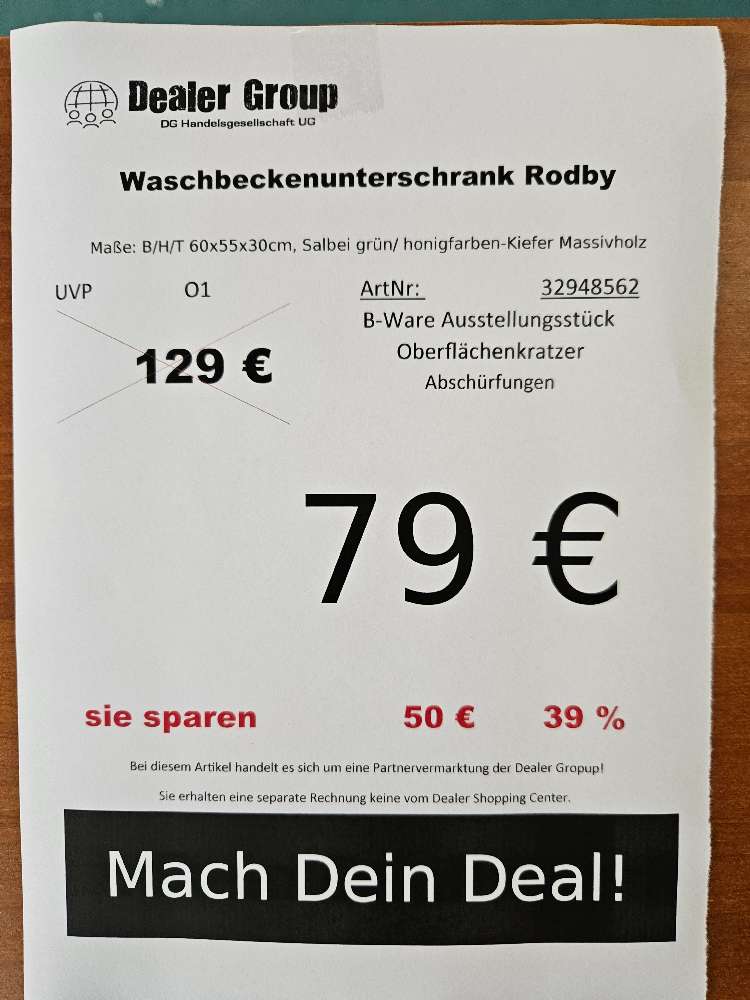 Dealer Group
DG Handelsgesellschaft UG
Waschbeckenunterschrank Rodby
Maße: B/H/T 60x55x30cm, Salbei grün/ honigfarben-Kiefer Massivholz
UVP O1 ArtNr: 32948562
B-Ware Ausstellungsstück
129 € Oberflächenkratzer
Abschürfungen
79 €
sie sparen 50 € 39 %
Bei diesem Artikel handelt es sich um eine Partnervermarktung der Dealer Gropup!
Sie erhalten eine separate Rechnung keine vom Dealer Shopping Center.
Mach Dein Deal!